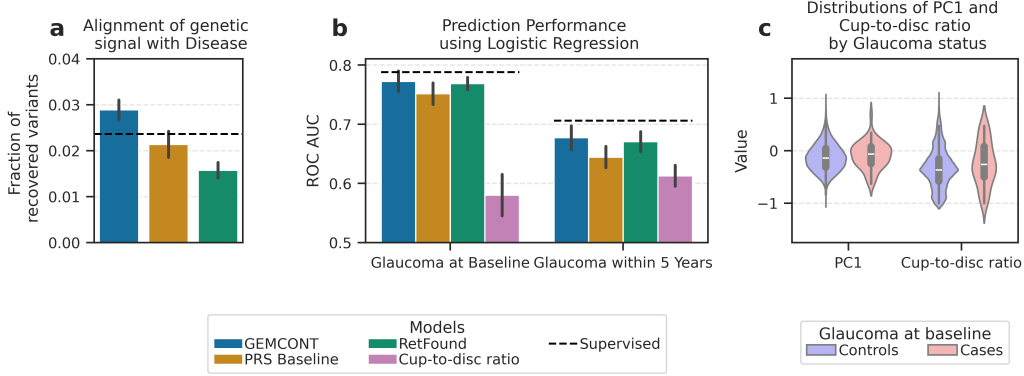 a
Alignment of genetic
signal with Disease
Fraction of
recovered variants
0.04
0.03
0.02
0.01
0.00
b
Prediction Performance
using Logistic Regression
ROC AUC
0.8
0.7
0.6
0.5
Glaucoma at Baseline
Glaucoma within 5 Years
c
Distributions of PC1 and
Cup-to-disc ratio
by Glaucoma status
Value
1
0
−1
PC1
Cup-to-disc ratio
Models
GEMCONT
PRS Baseline
RetFound
Cup-to-disc ratio
Supervised
Glaucoma at baseline
Controls
Cases